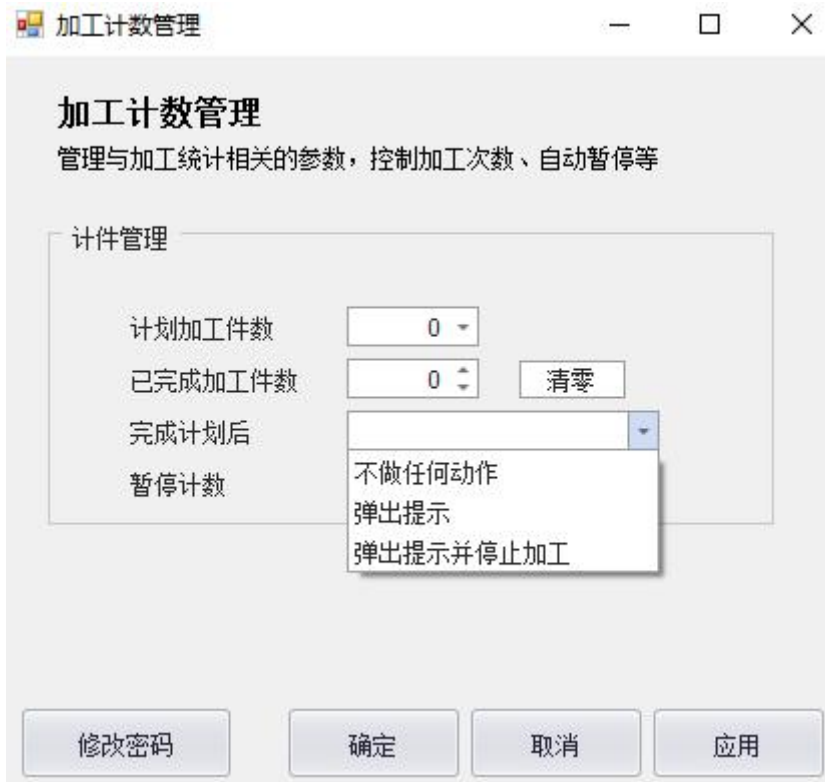 加工计数管理
加工计数管理
管理与加工统计相关的参数，控制加工次数、自动暂停等
计件管理
计划加工件数 0
已完成加工件数 0 清零
完成计划后
暂停计数
不做任何动作
弹出提示
弹出提示并停止加工
修改密码 确定 取消 应用